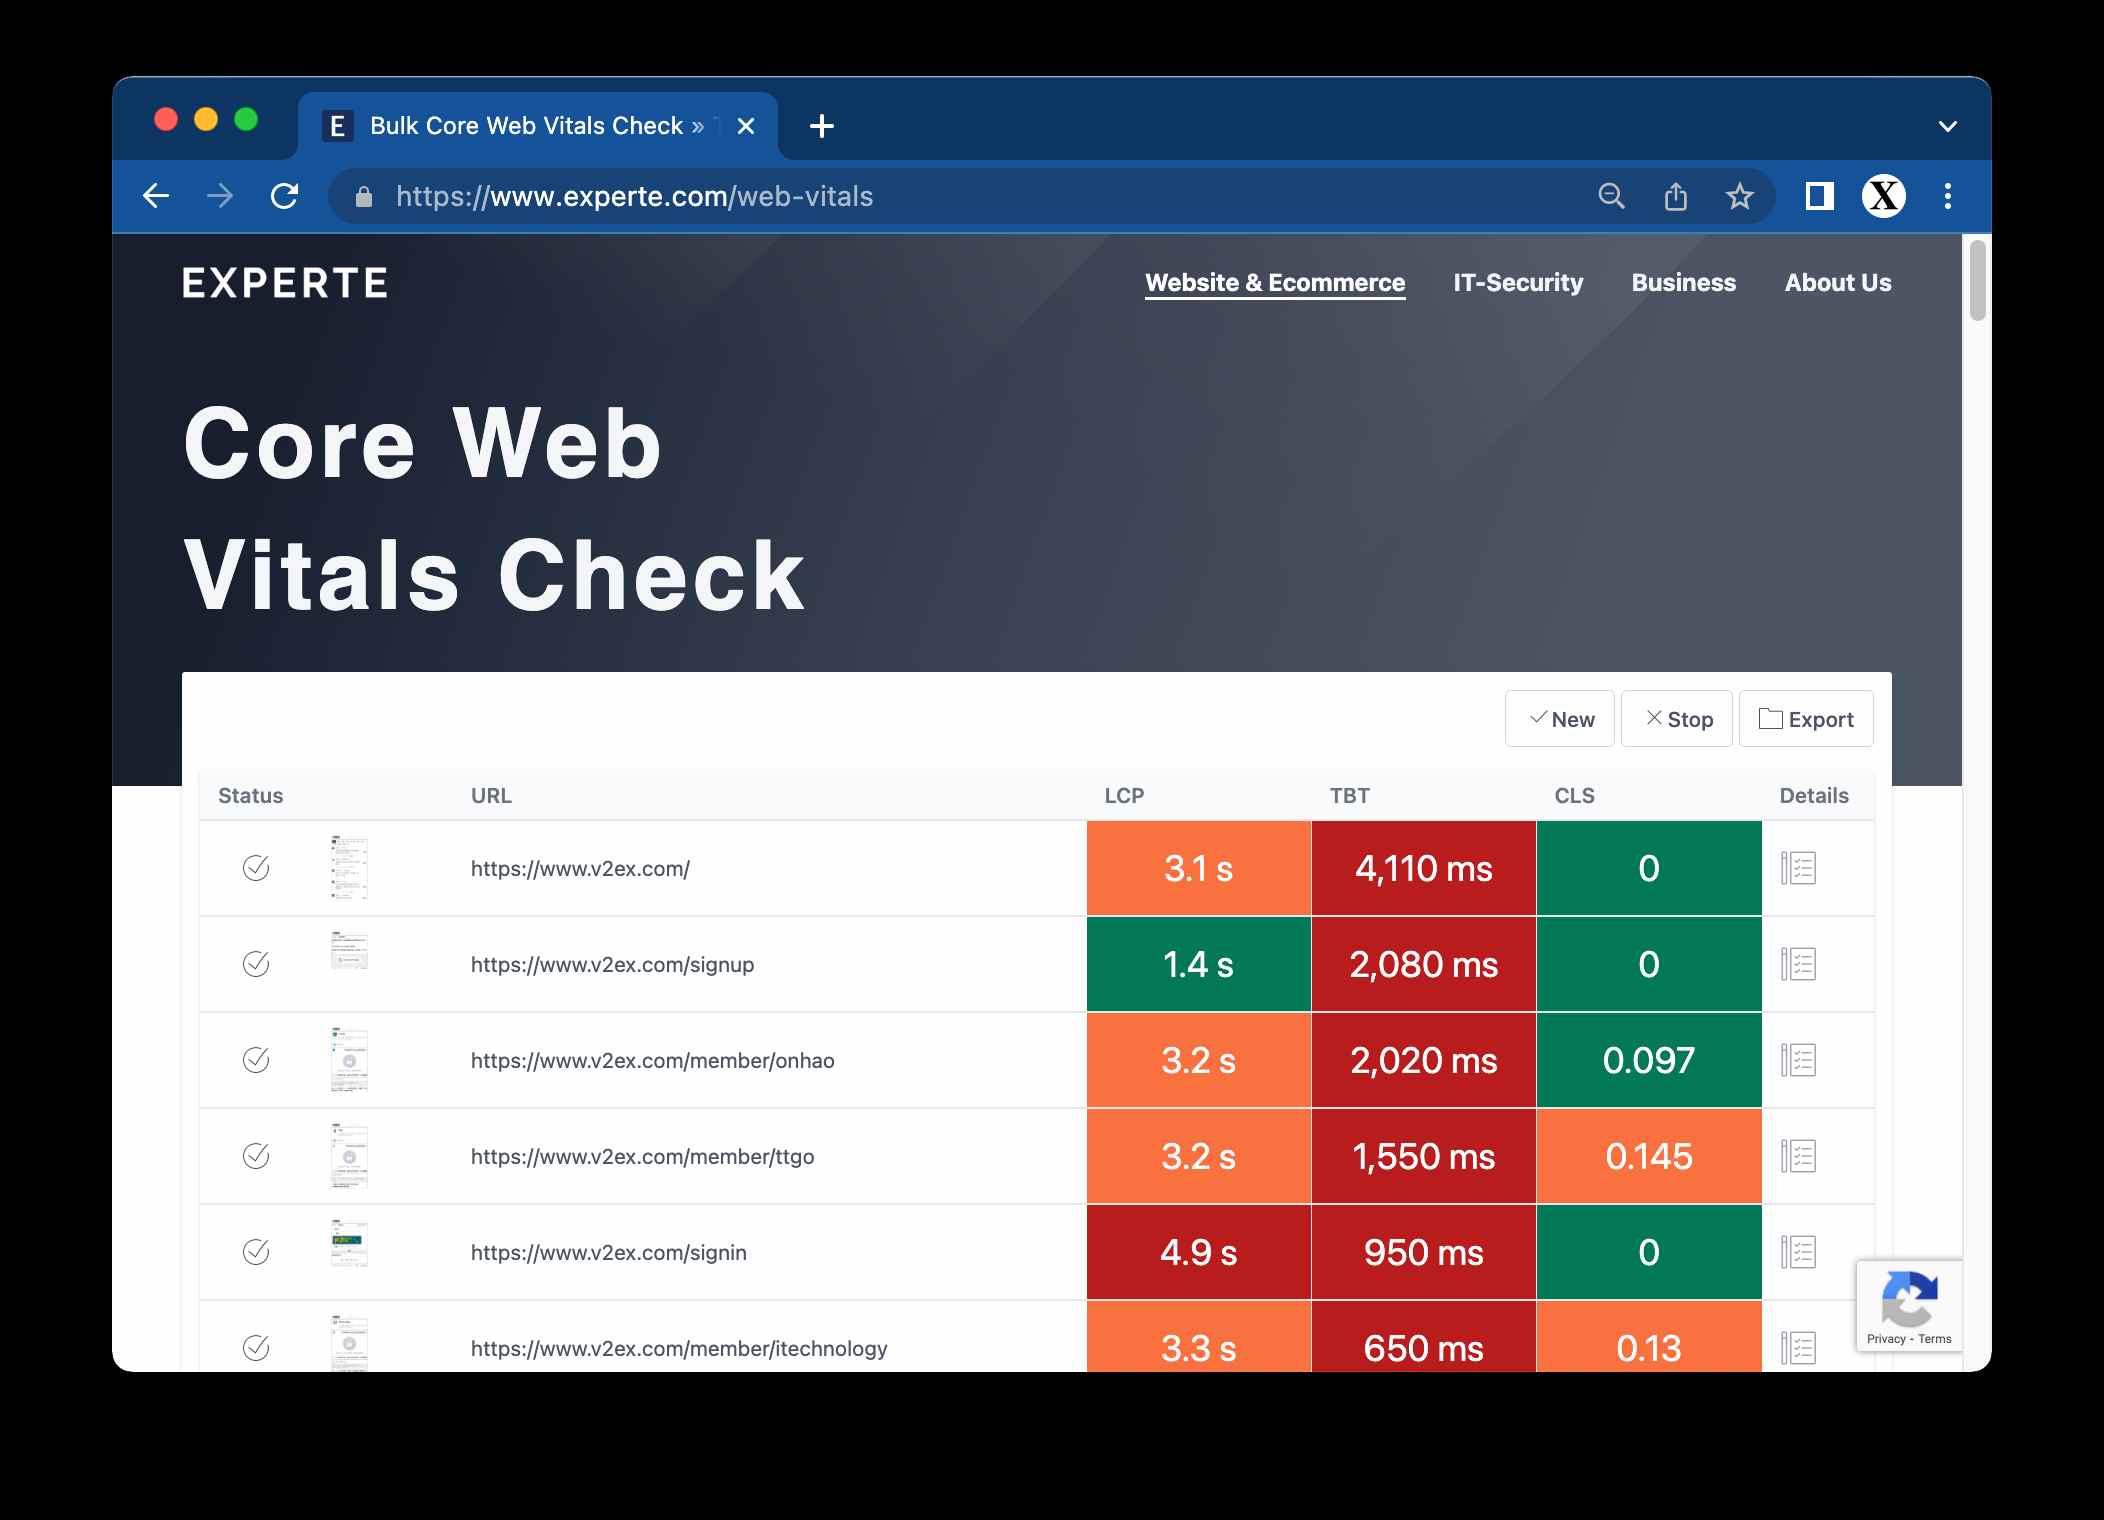 E Bulk Core Web Vitals Check »
https://www.experte.com/web-vitals
X
EXPERTE
Website & Ecommerce IT-Security Business About Us
Core Web
Vitals Check
New Stop Export
Status URL LCP TBT CLS Details
https://www.v2ex.com/ 3.1 s 4,110 ms 0
https://www.v2ex.com/signup 1.4 s 2,080 ms 0
https://www.v2ex.com/member/onhao 3.2 s 2,020 ms 0.097
https://www.v2ex.com/member/ttgo 3.2 s 1,550 ms 0.145
https://www.v2ex.com/signin 4.9 s 950 ms 0
https://www.v2ex.com/member/itechnology 3.3 s 650 ms 0.13
Privacy - Terms